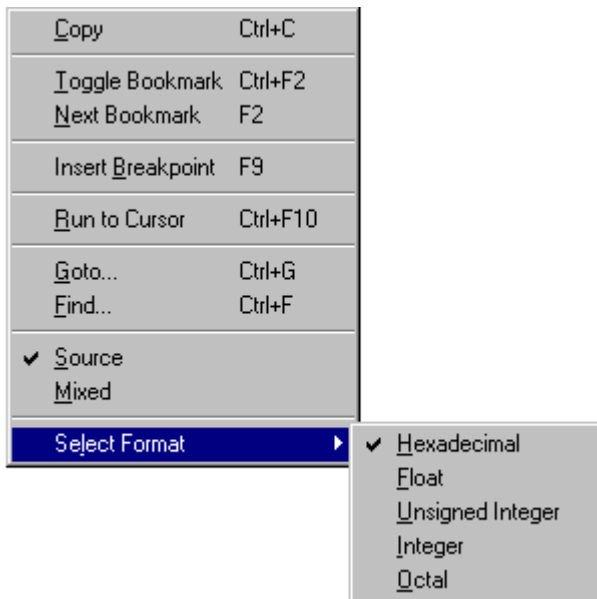 Copy Ctrl+C
Toggle Bookmark Ctrl+F2
Next Bookmark F2
Insert Breakpoint F9
Run to Cursor Ctrl+F10
Goto... Ctrl+G
Find... Ctrl+F
Source
Mixed
Select Format
Hexadecimal
Float
Unsigned Integer
Integer
Octal